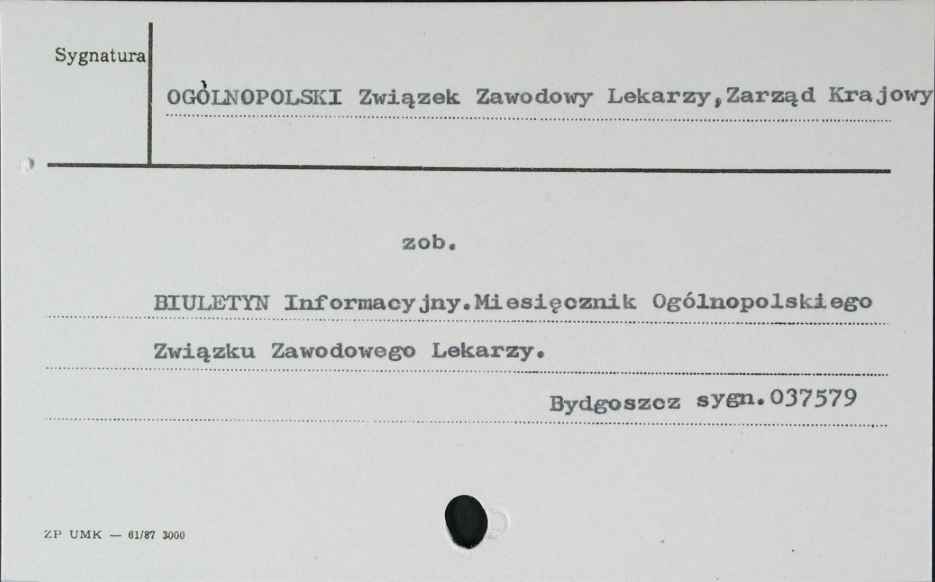 Sygnatura
OGÓLNOPOLSKI Związek Zawodowy Lekarzy,Zarząd Krajowy
zob.
BIULETYN Informacyjny.Miesięcznik Ogólnopolskiego
Związku Zawodowego Lekarzy.
Bydgoszcz sygn.037579
ZP UMK — 61/87 3000